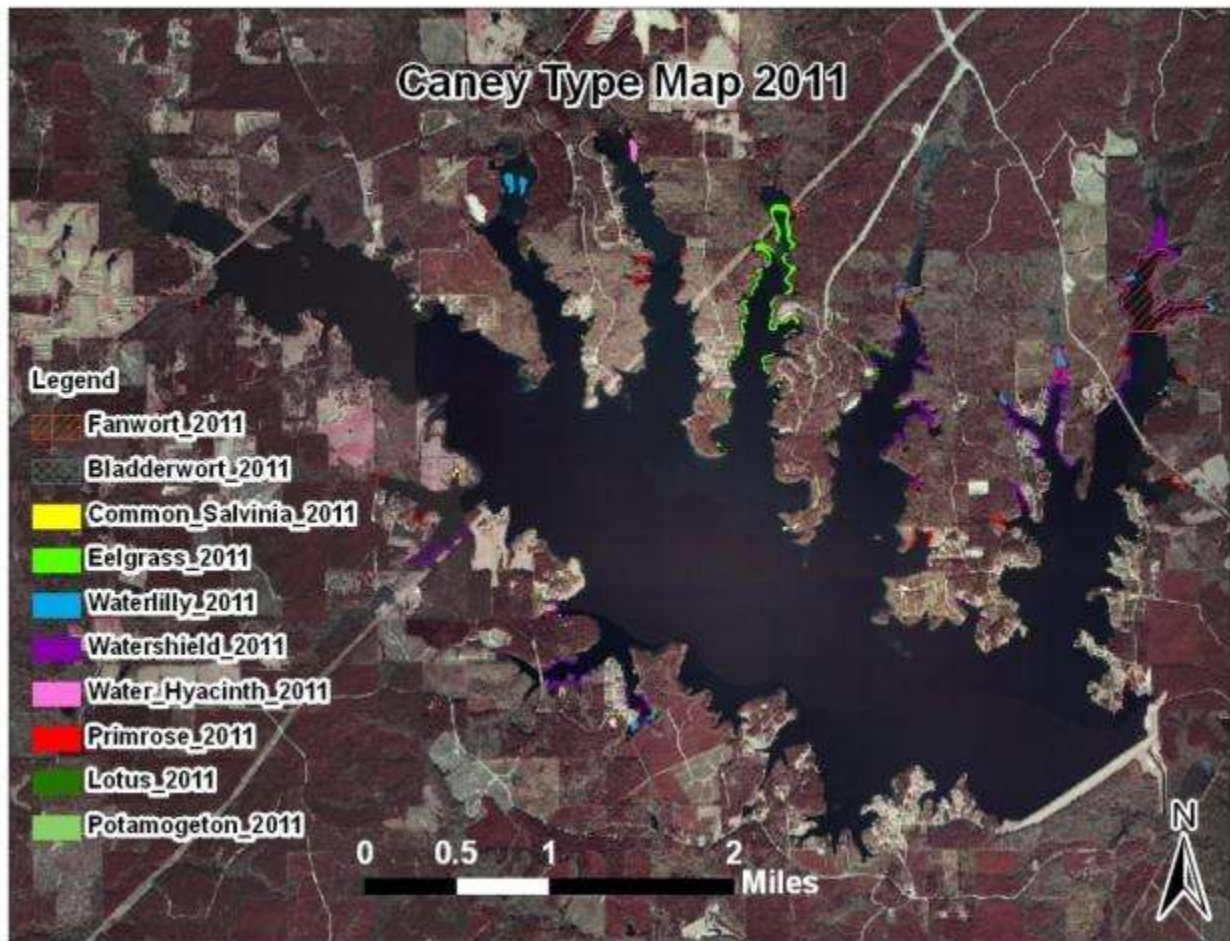 Caney Type Map 2011
Legend
Fanwort_2011
Bladderwort_2011
Common_Salvinia_2011
Eelgrass_2011
Waterlilly_2011
Watershield_2011
Water_Hyacinth_2011
Primrose_2011
Lotus_2011
Potamogeton_2011
0 0.5 1 2
Miles
N